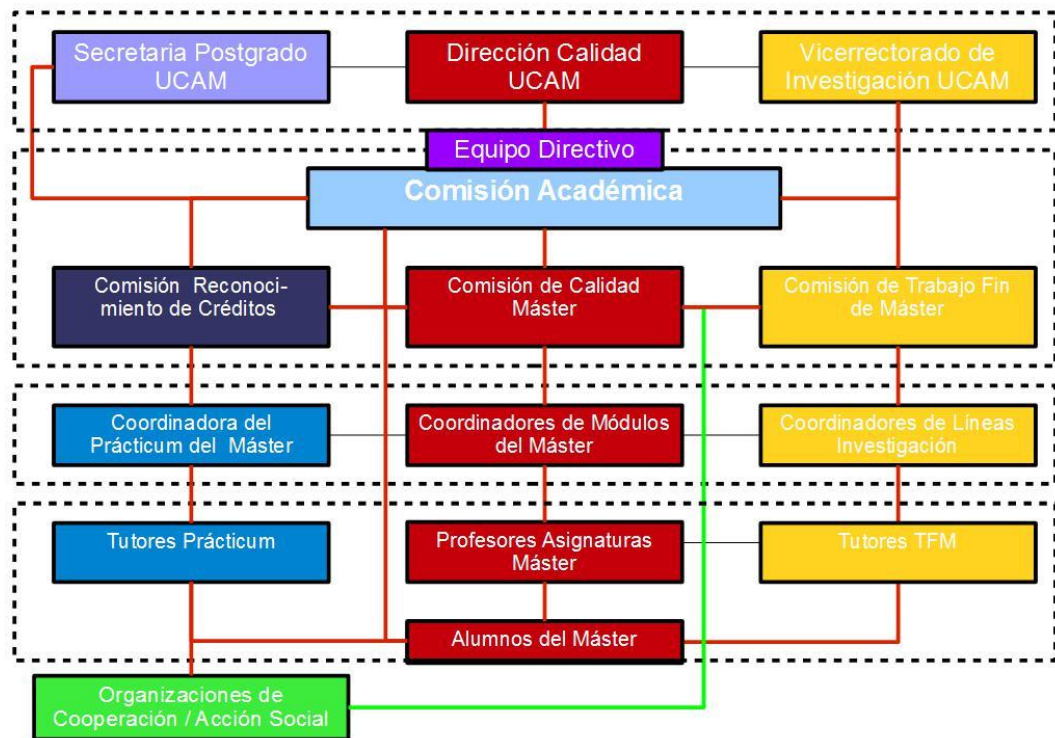 Secretaria Postgrado
UCAM
Dirección Calidad
UCAM
Vicerrectorado de
Investigación UCAM
Equipo Directivo
Comisión Académica
Comisión Reconoci-
miento de Créditos
Comisión de Calidad
Máster
Comisión de Trabajo Fin
de Máster
Coordinadora del
Prácticum del Máster
Coordinadores de Módulos
del Máster
Coordinadores de Líneas
Investigación
Tutores Prácticum
Profesores Asignaturas
Máster
Tutores TFM
Alumnos del Máster
Organizaciones de
Cooperación / Acción Social